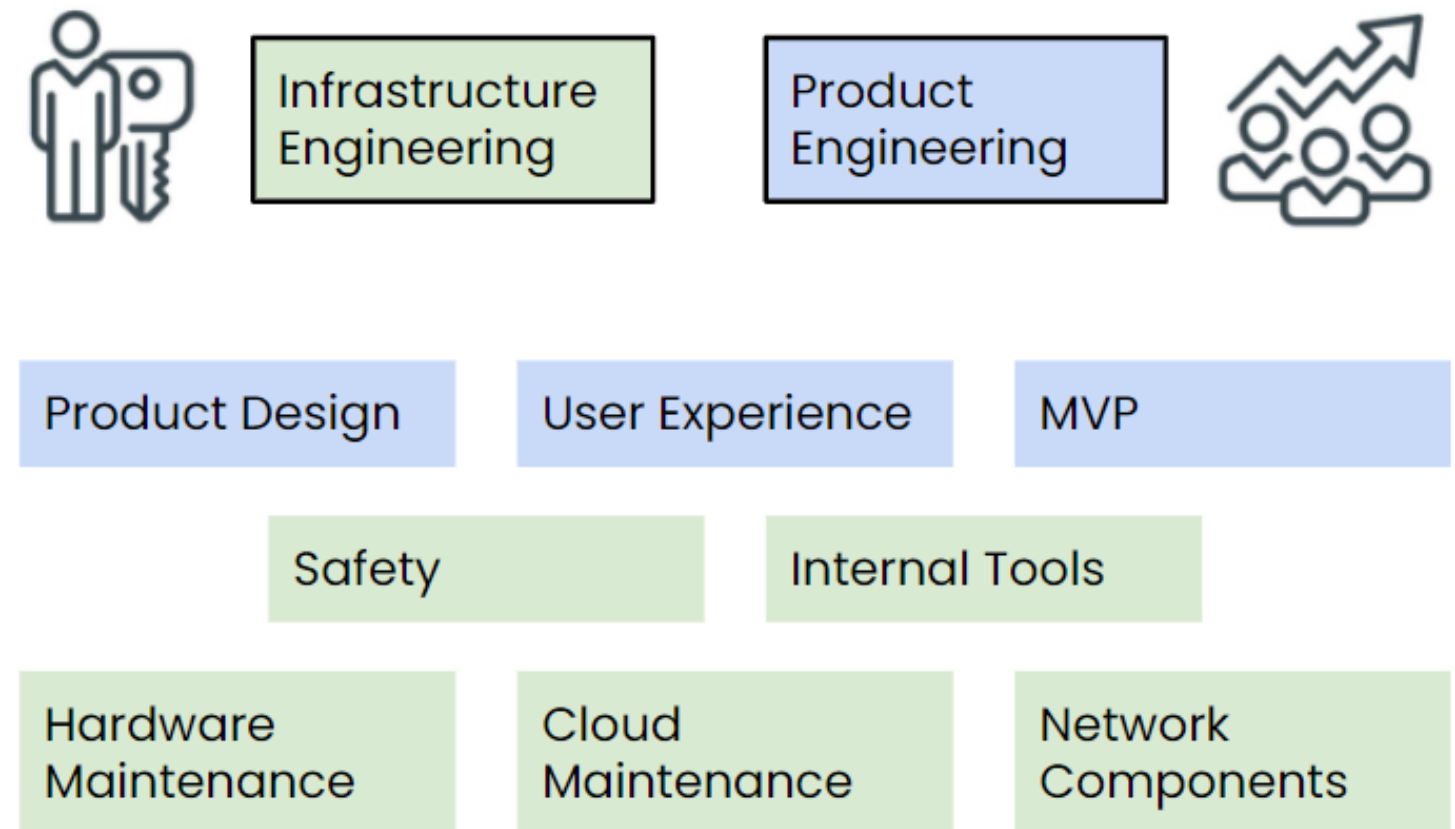 Infrastructure
Engineering
Product
Engineering
Product Design
User Experience
MVP
Safety
Internal Tools
Hardware
Maintenance
Cloud
Maintenance
Network
Components